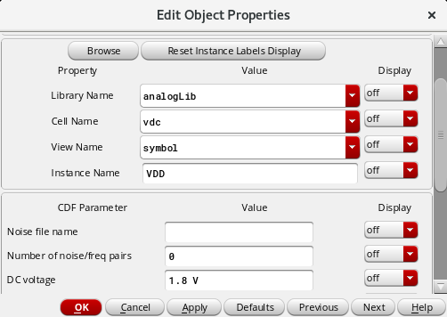 Edit Object Properties ×
Browse Reset Instance Labels Display
Property Value Display
Library Name analogLib off
Cell Name vdc off
View Name symbol off
Instance Name VDD off
CDF Parameter Value Display
Noise file name off
Number of noise/freq pairs 0 off
DC voltage 1.8 V off
OK Cancel Apply Defaults Previous Next Help